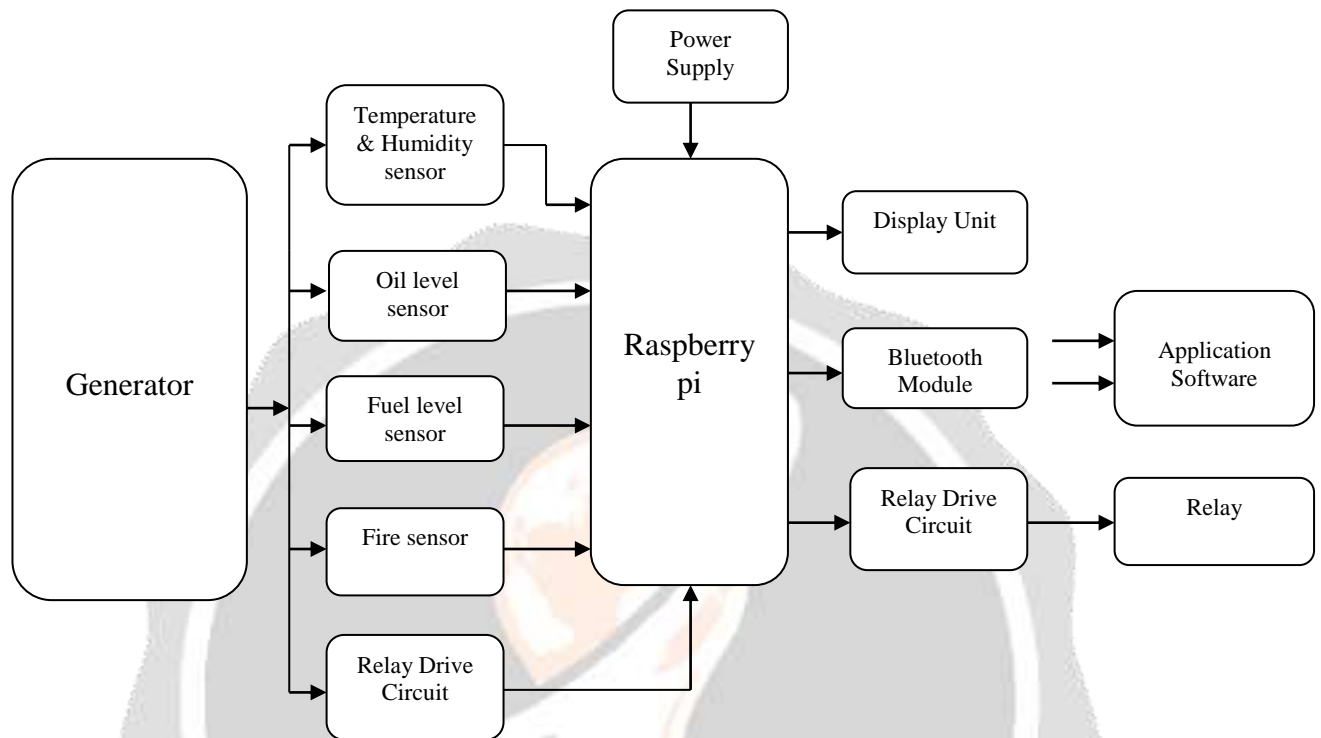 Power
Supply
Temperature
& Humidity
sensor
Generator
Oil level
sensor
Fuel level
sensor
Fire sensor
Relay Drive
Circuit
Raspberry
pi
Display Unit
Bluetooth
Module
Application
Software
Relay Drive
Circuit
Relay